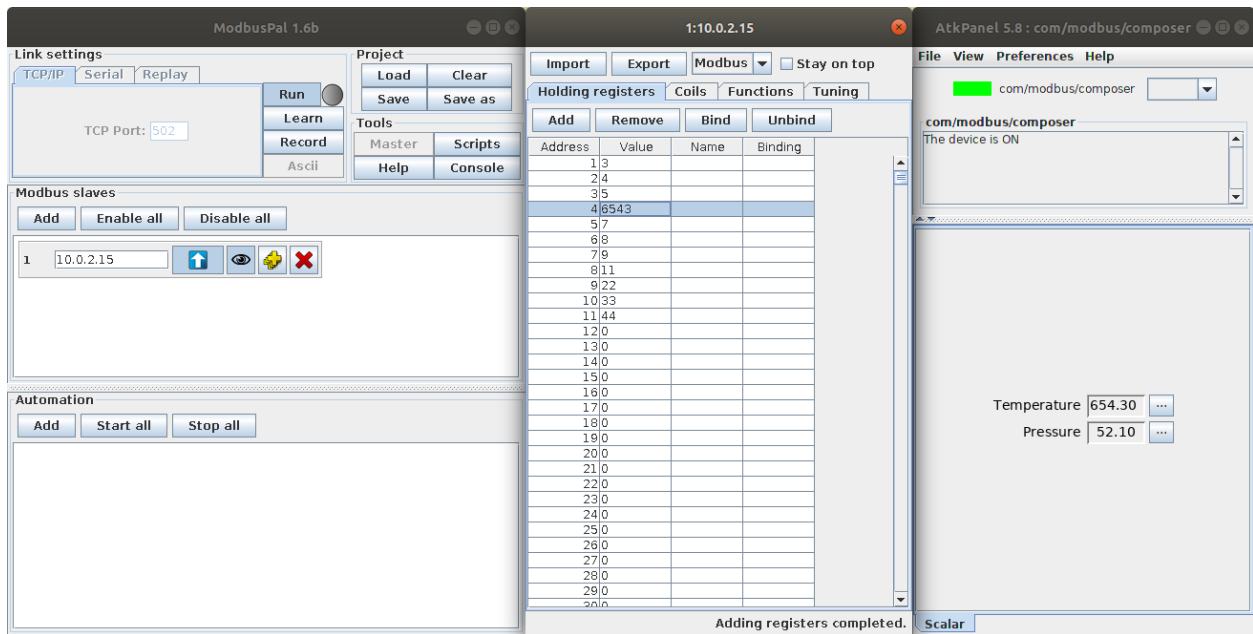 ModbusPal 1.6b
Link settings
TCP/IP Serial Replay
TCP Port: 502
Run
Learn
Record
Ascii
Project
Load Clear
Save Save as
Tools
Master Scripts
Help Console
Modbus slaves
Add Enable all Disable all
1 10.0.2.15
Automation
Add Start all Stop all
1:10.0.2.15
Import Export Modbus Stay on top
Holding registers Coils Functions Tuning
Add Remove Bind Unbind
Address Value Name Binding
1 3
2 4
3 5
4 6543
5 7
6 8
7 9
8 11
9 22
10 33
11 44
12 0
13 0
14 0
15 0
16 0
17 0
18 0
19 0
20 0
21 0
22 0
23 0
24 0
25 0
26 0
27 0
28 0
29 0
30 0
Adding registers completed.
AtkPanel 5.8 : com/modbus/composer
File View Preferences Help
com/modbus/composer
com/modbus/composer
The device is ON
Temperature 654.30 ...
Pressure 52.10 ...
Scalar